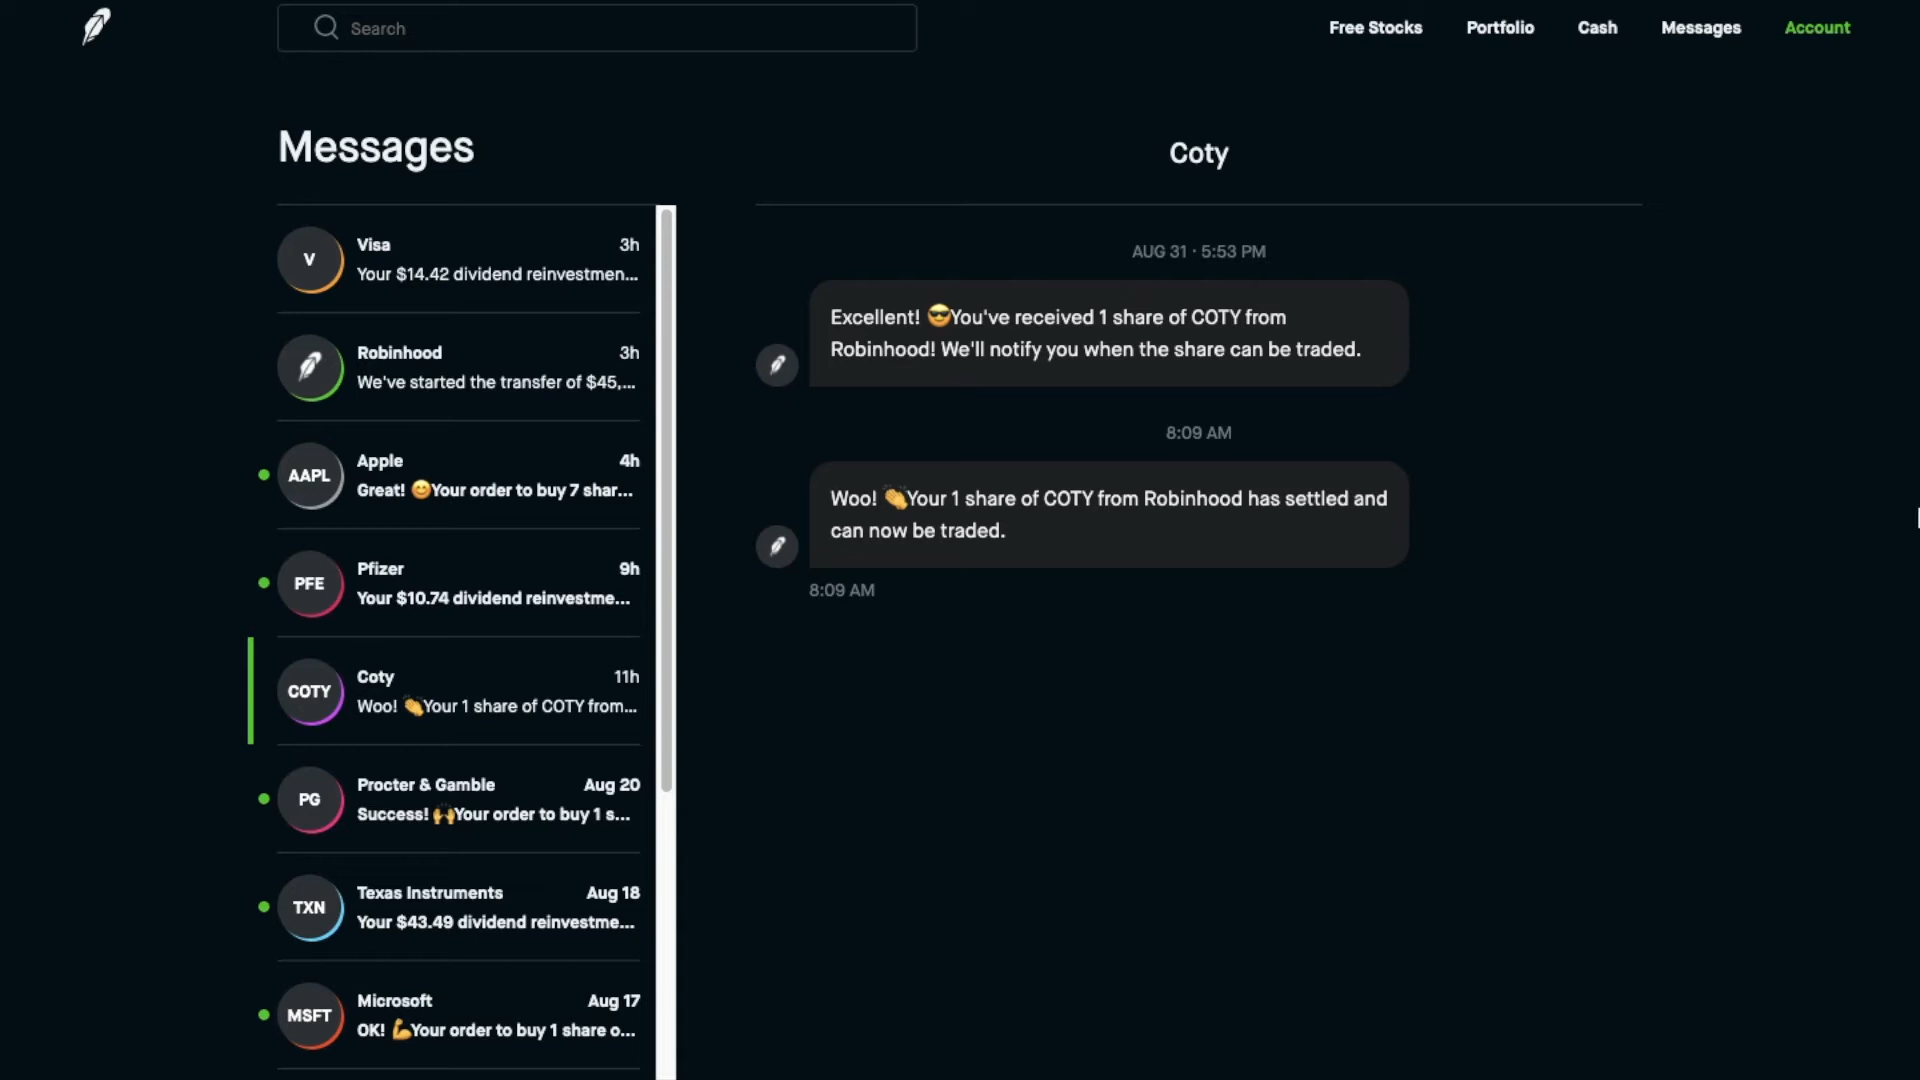 Search
Free Stocks
Portfolio
Cash
Messages
Account
Messages
V
Visa
3h
Your $14.42 dividend reinvestmen...
Robinhood
3h
We've started the transfer of $45,...
AAPL
Apple
4h
Great! 😊Your order to buy 7 shar...
PFE
Pfizer
9h
Your $10.74 dividend reinvestme...
COTY
Coty
11h
Woo! 👏Your 1 share of COTY from...
PG
Procter & Gamble
Aug 20
Success! 🙌Your order to buy 1 s...
TXN
Texas Instruments
Aug 18
Your $43.49 dividend reinvestme...
MSFT
Microsoft
Aug 17
OK! 💪Your order to buy 1 share o...
Coty
AUG 31 · 5:53 PM
Excellent! 😎You've received 1 share of COTY from
Robinhood! We'll notify you when the share can be traded.
8:09 AM
Woo! 👏Your 1 share of COTY from Robinhood has settled and
can now be traded.
8:09 AM